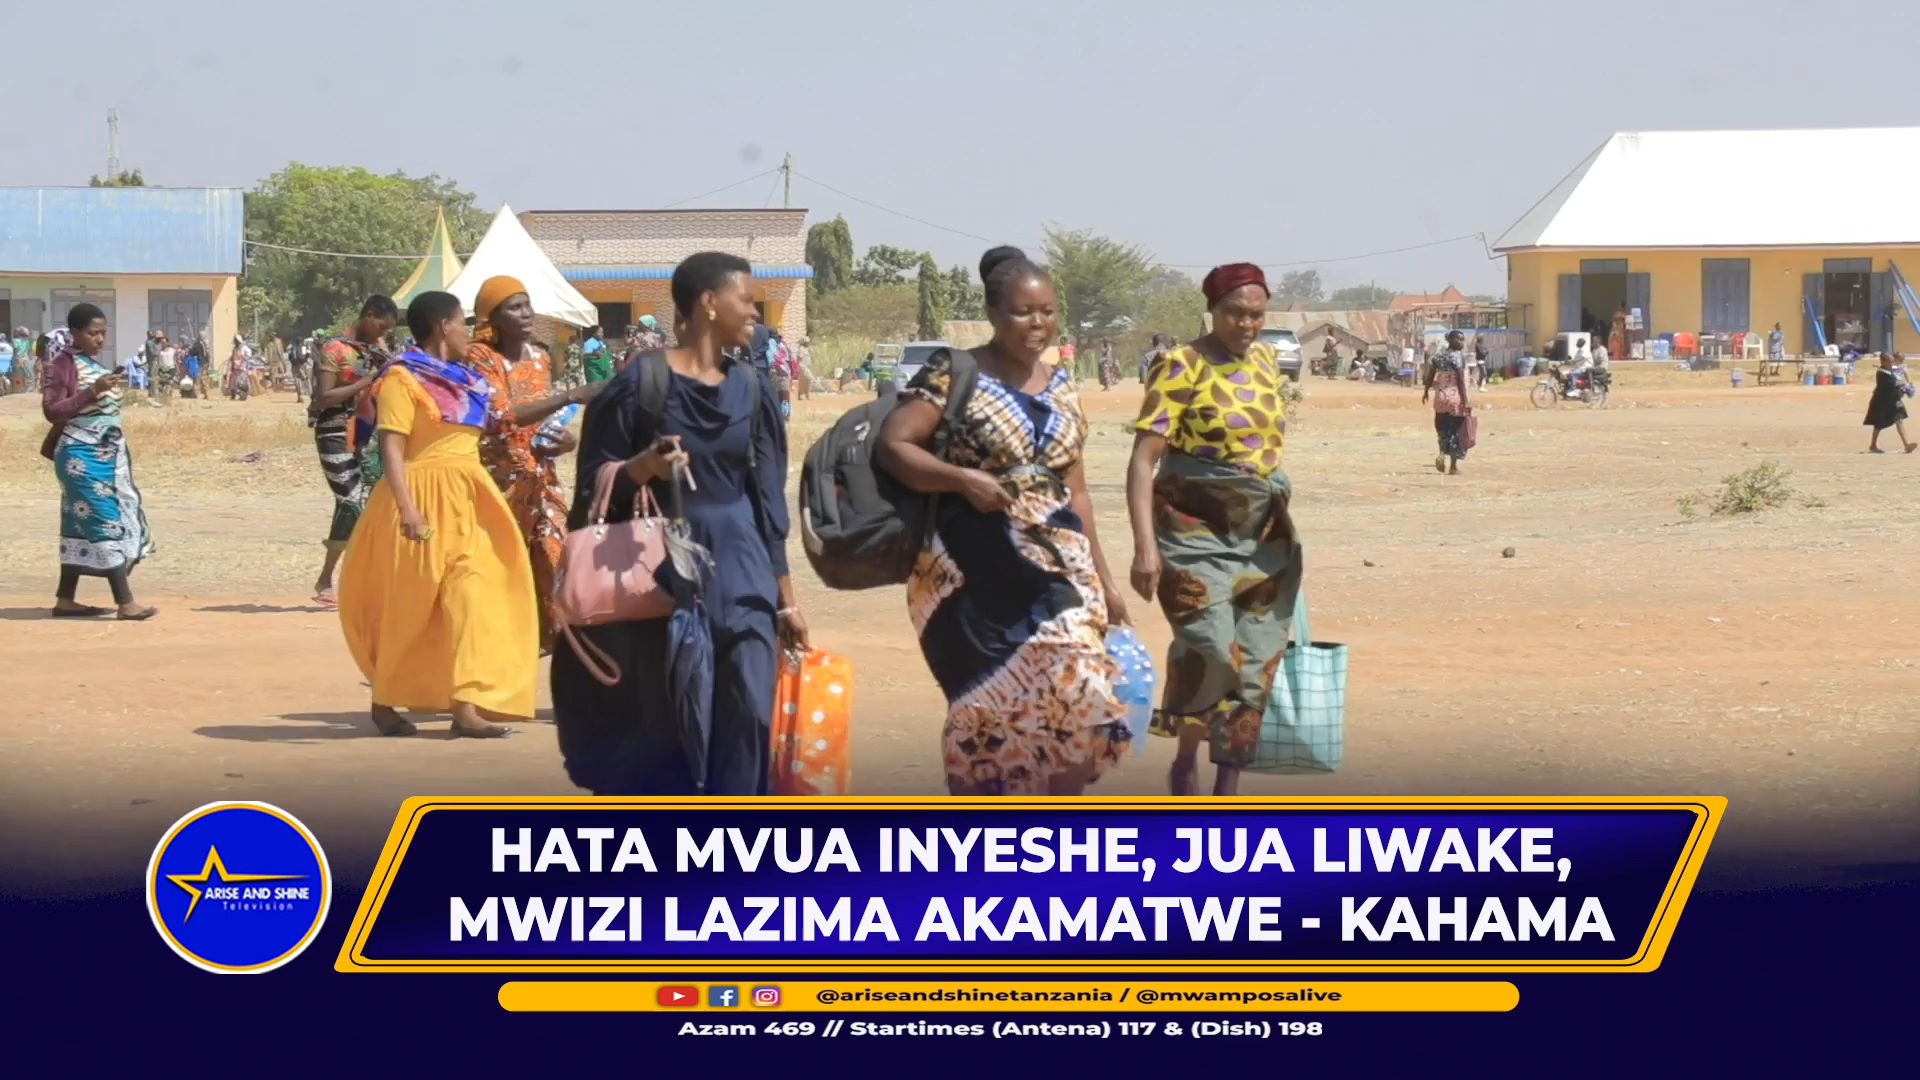 HATA MVUA INYESHE, JUA LIWAKE,
MWIZI LAZIMA AKAMATWE - KAHAMA
ARISE AND SHINE
Television
@ariseandshinetanzania / @mwamposalive
Azam 469 // Startimes (Antena) 117 & (Dish) 198